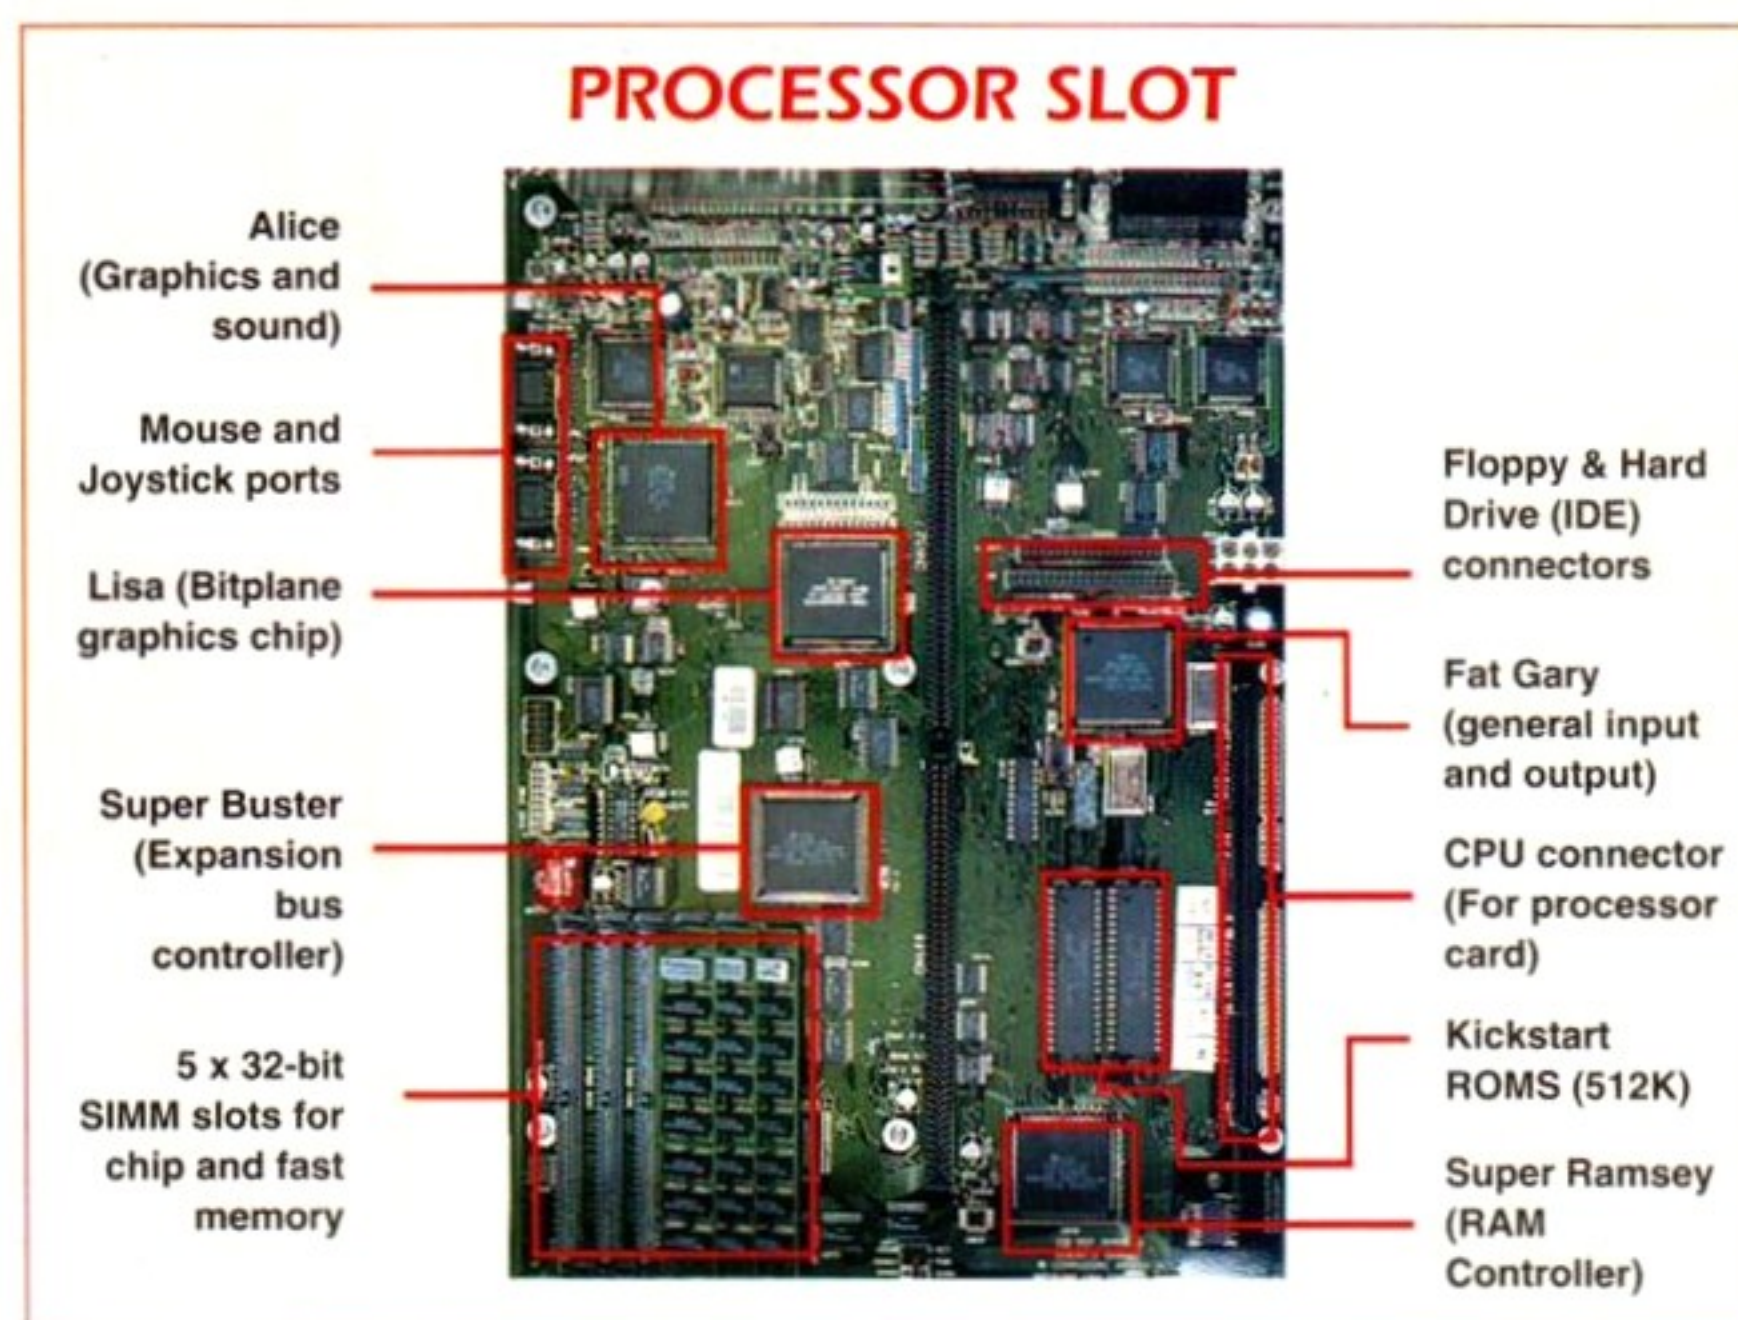 PROCESSOR SLOT
Alice
(Graphics and
sound)
Mouse and
Joystick ports
Lisa (Bitplane
graphics chip)
Super Buster
(Expansion
bus
controller)
5 x 32-bit
SIMM slots for
chip and fast
memory
Floppy & Hard
Drive (IDE)
connectors
Fat Gary
(general input
and output)
CPU connector
(For processor
card)
Kickstart
ROMS (512K)
Super Ramsey
(RAM
Controller)